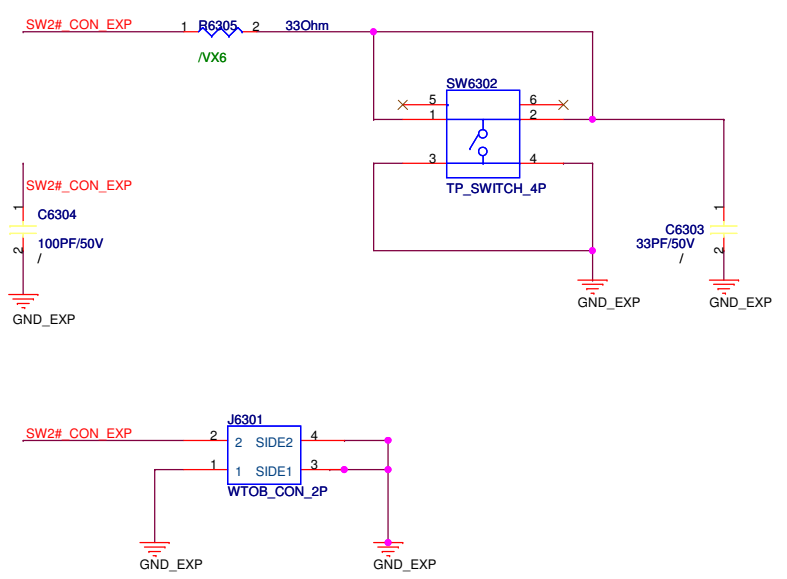 SW2#_CON_EXP
1
R6305
2
33Ohm
/VX6
SW6302
5
6
1
2
3
4
TP_SWITCH_4P
SW2#_CON_EXP
1
C6304
2
100PF/50V
/
GND_EXP
1
C6303
2
33PF/50V
/
GND_EXP
GND_EXP
J6301
SW2#_CON_EXP
2
2 SIDE2
4
1
1 SIDE1
3
WTOB_CON_2P
GND_EXP
GND_EXP